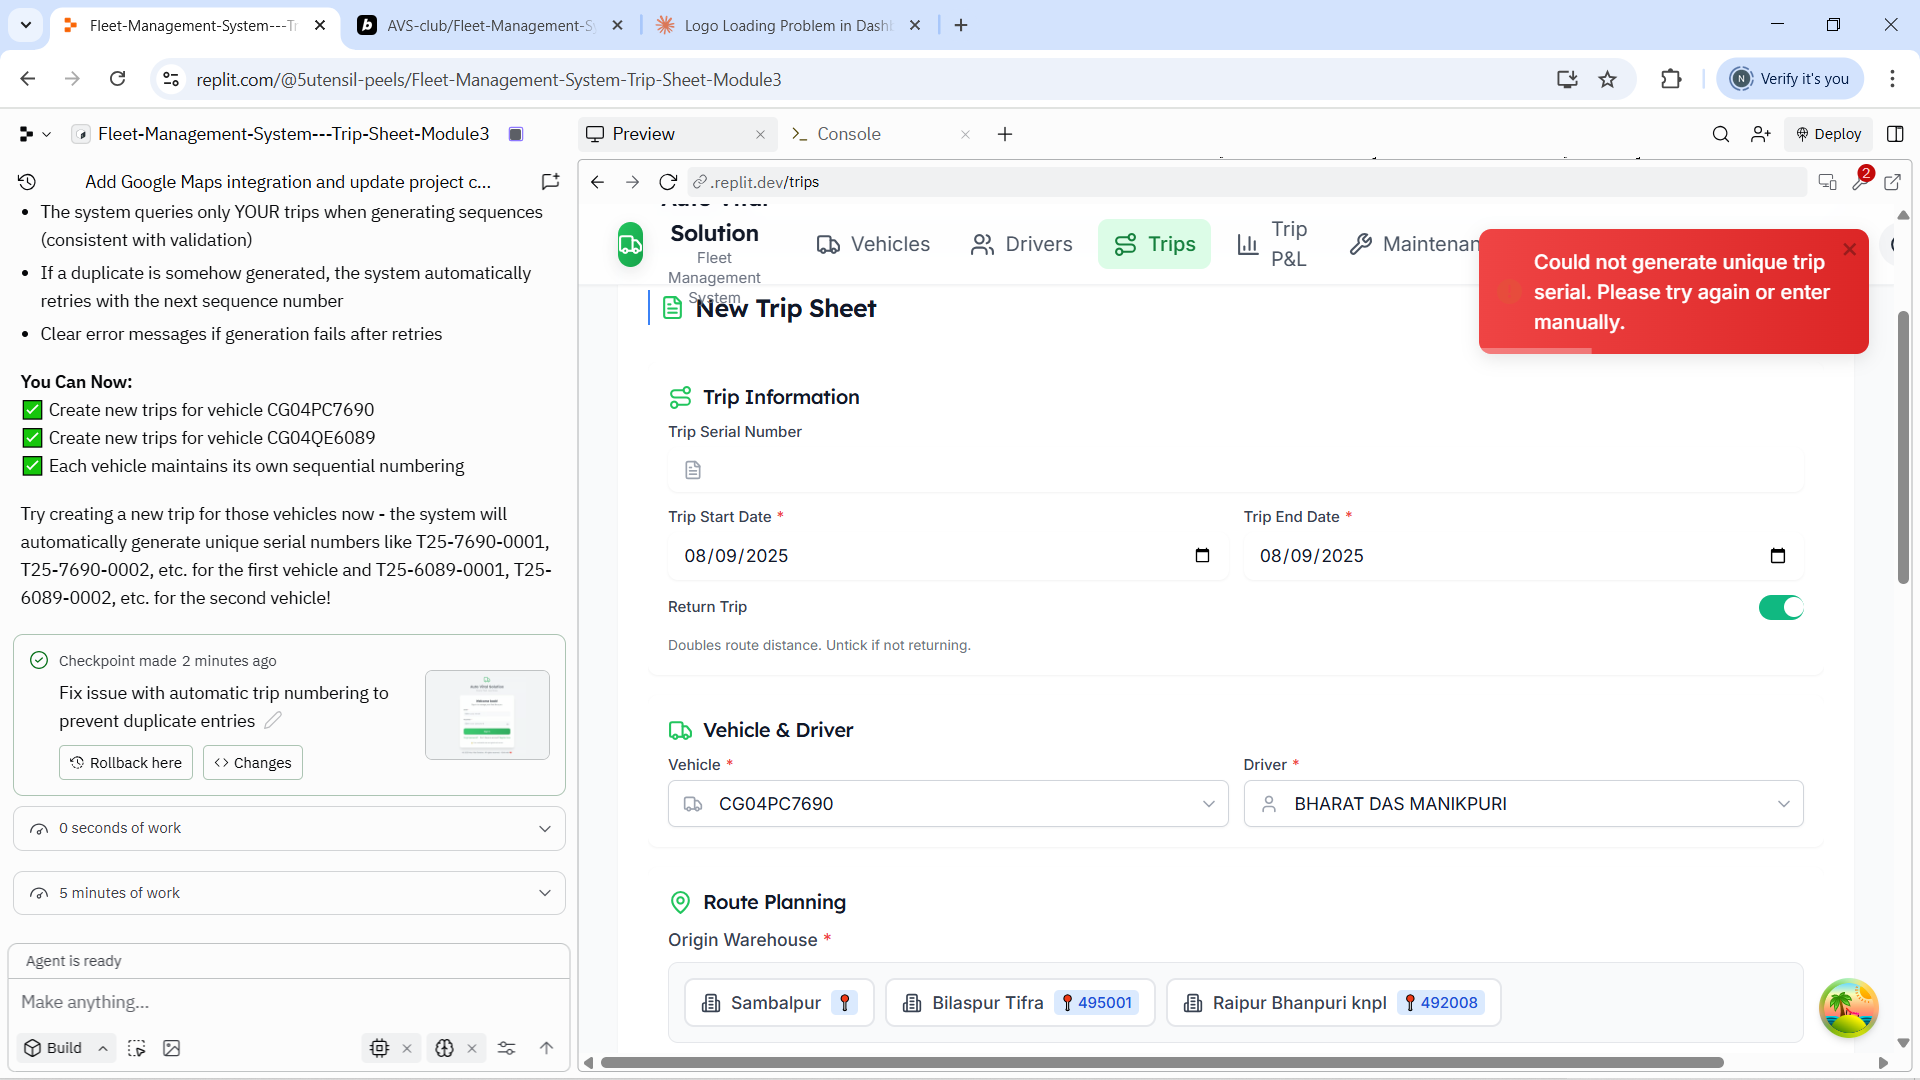 Fleet-Management-System---Tr
AVS-club/Fleet-Management-S
Logo Loading Problem in Dash
replit.com/@5utensil-peels/Fleet-Management-System-Trip-Sheet-Module3
N
Verify it's you
Fleet-Management-System---Trip-Sheet-Module3
Preview
Console
Deploy
Add Google Maps integration and update project c...
.replit.dev/trips
2
• The system queries only YOUR trips when generating sequences
(consistent with validation)
• If a duplicate is somehow generated, the system automatically
retries with the next sequence number
• Clear error messages if generation fails after retries
You Can Now:
✅ Create new trips for vehicle CG04PC7690
✅ Create new trips for vehicle CG04QE6089
✅ Each vehicle maintains its own sequential numbering
Try creating a new trip for those vehicles now - the system will
automatically generate unique serial numbers like T25-7690-0001,
T25-7690-0002, etc. for the first vehicle and T25-
6089-0002, etc. for the second vehicle!
Checkpoint made 2 minutes ago
Fix issue with automatic trip numbering to
prevent duplicate entries
Rollback here
Changes
0 seconds of work
5 minutes of work
Agent is ready
Make anything...
Build
Solution
Fleet
Management
System
Vehicles
Drivers
Trips
Trip
P&L
Maintenan
Could not generate unique trip
serial. Please try again or enter
manually.
New Trip Sheet
Trip Information
Trip Serial Number
Trip Start Date *
Trip End Date *
08/09/2025
08/09/2025
Return Trip
Doubles route distance. Untick if not returning.
Vehicle & Driver
Vehicle *
Driver *
CG04PC7690
BHARAT DAS MANIKPURI
Route Planning
Origin Warehouse *
Sambalpur 📍
Bilaspur Tifra 📍 495001
Raipur Bhanpuri knpl 📍 492008